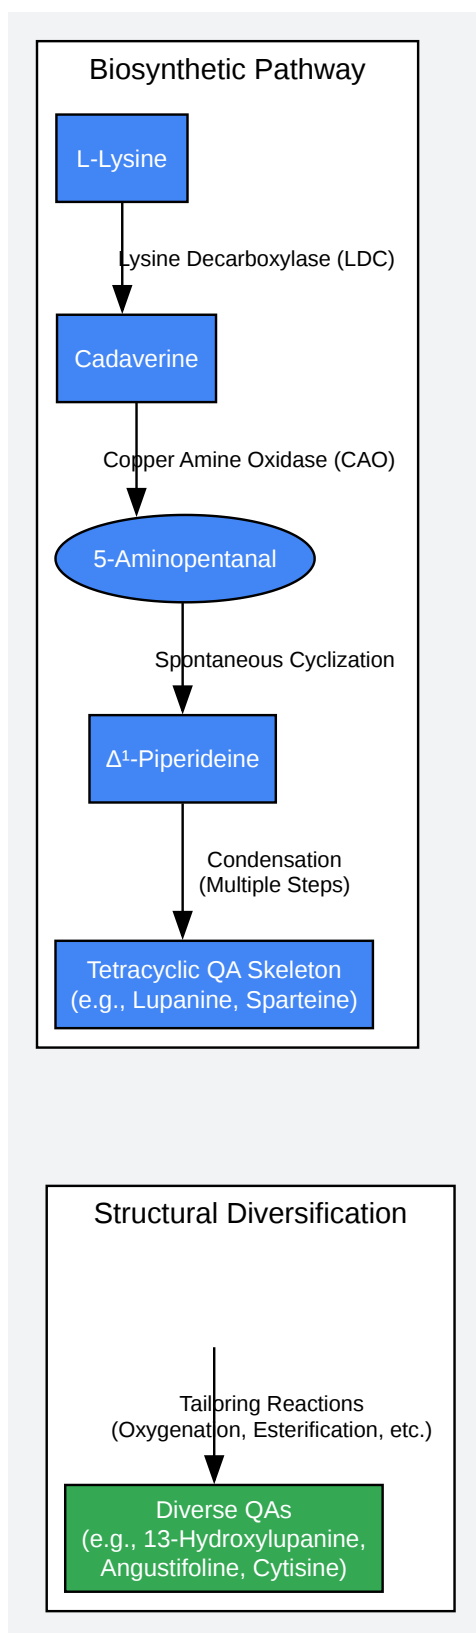 Biosynthetic Pathway
L-Lysine
Lysine Decarboxylase (LDC)
Cadaverine
Copper Amine Oxidase (CAO)
5-Aminopentanal
Spontaneous Cyclization
Δ¹-Piperideine
Condensation
(Multiple Steps)
Tetracyclic QA Skeleton
(e.g., Lupanine, Sparteine)
Structural Diversification
Tailoring Reactions
(Oxygenation, Esterification, etc.)
Diverse QAs
(e.g., 13-Hydroxylupanine,
Angustifoline, Cytisine)